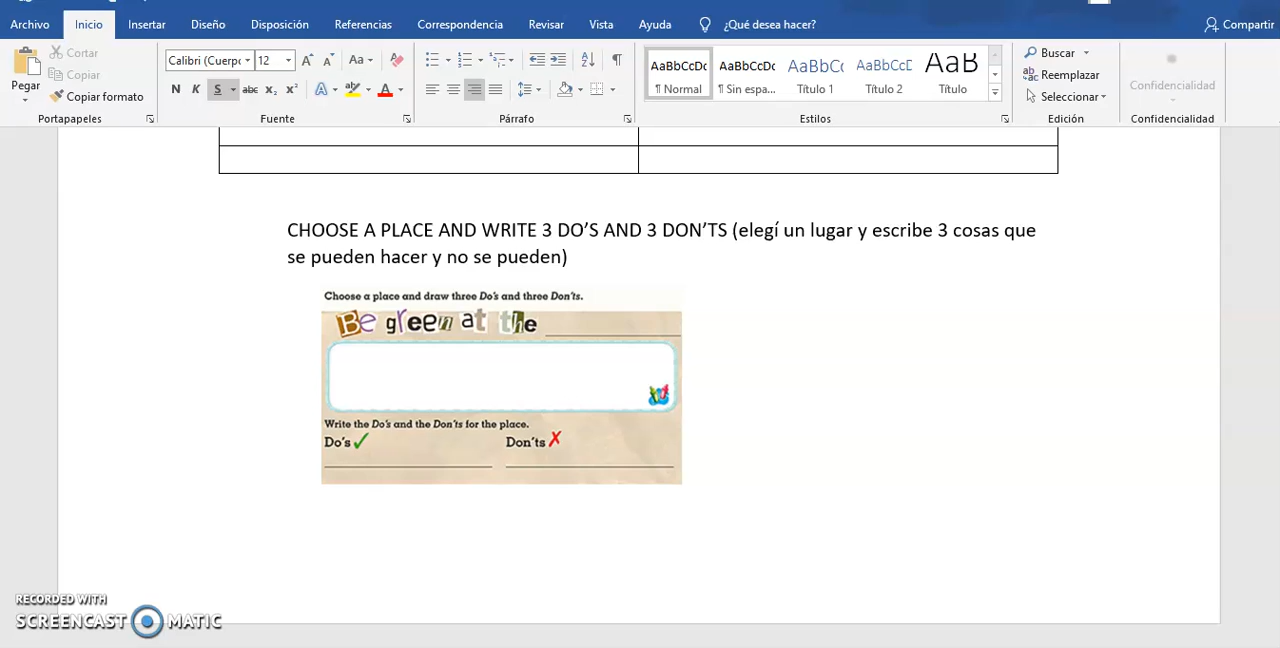 Archivo Inicio Insertar Diseño Disposición Referencias Correspondencia Revisar Vista Ayuda ¿Qué desea hacer? Compartir
Pegar
Cortar
Copiar
Copiar formato
Portapapeles
Calibri (Cuerpo 12
Aa
N K S abc x₂ x² A A
Fuente
Párrafo
AaBbCcDc AaBbCcDc AaBbCc AaBbCcD AaB
¶ Normal ¶ Sin espa... Título 1 Título 2 Título
Estilos
Buscar
Reemplazar
Seleccionar
Edición
Confidencialidad
Confidencialidad
CHOOSE A PLACE AND WRITE 3 DO’S AND 3 DON’TS (elegí un lugar y escribe 3 cosas que
se pueden hacer y no se pueden)
Choose a place and draw three Do's and three Don'ts.
Be green at the
Write the Do's and the Don'ts for the place.
Do's Don'ts
RECORDED WITH
SCREENCAST MATIC